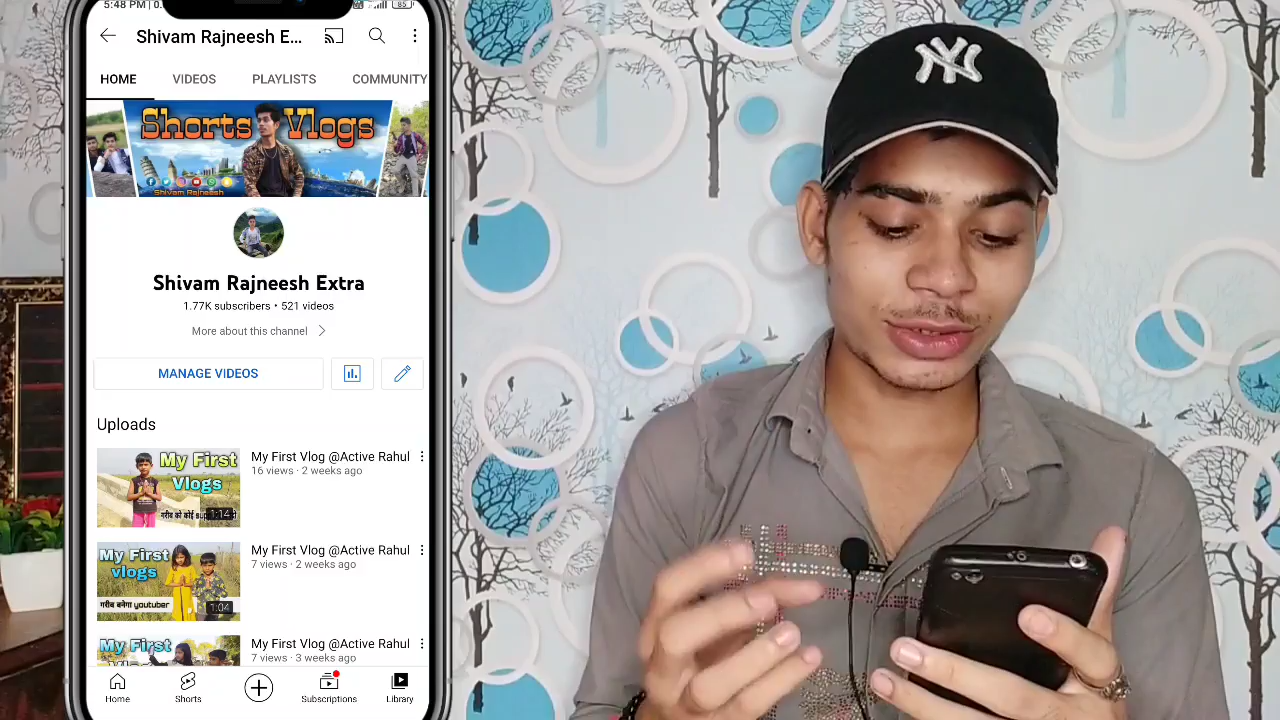 5:48 PM | 0.
85
Shivam Rajneesh E...
HOME VIDEOS PLAYLISTS COMMUNITY
Shorts Vlogs
Shivam Rajneesh
Shivam Rajneesh Extra
1.77K subscribers • 521 videos
More about this channel
MANAGE VIDEOS
Uploads
My First
Vlogs
गरीब को कोई
1:14
My First Vlog @Active Rahul
16 views · 2 weeks ago
My First
vlogs
गरीब बनेगा youtuber
1:04
My First Vlog @Active Rahul
7 views · 2 weeks ago
My First
My First Vlog @Active Rahul
7 views · 3 weeks ago
Home Shorts Subscriptions Library
NY